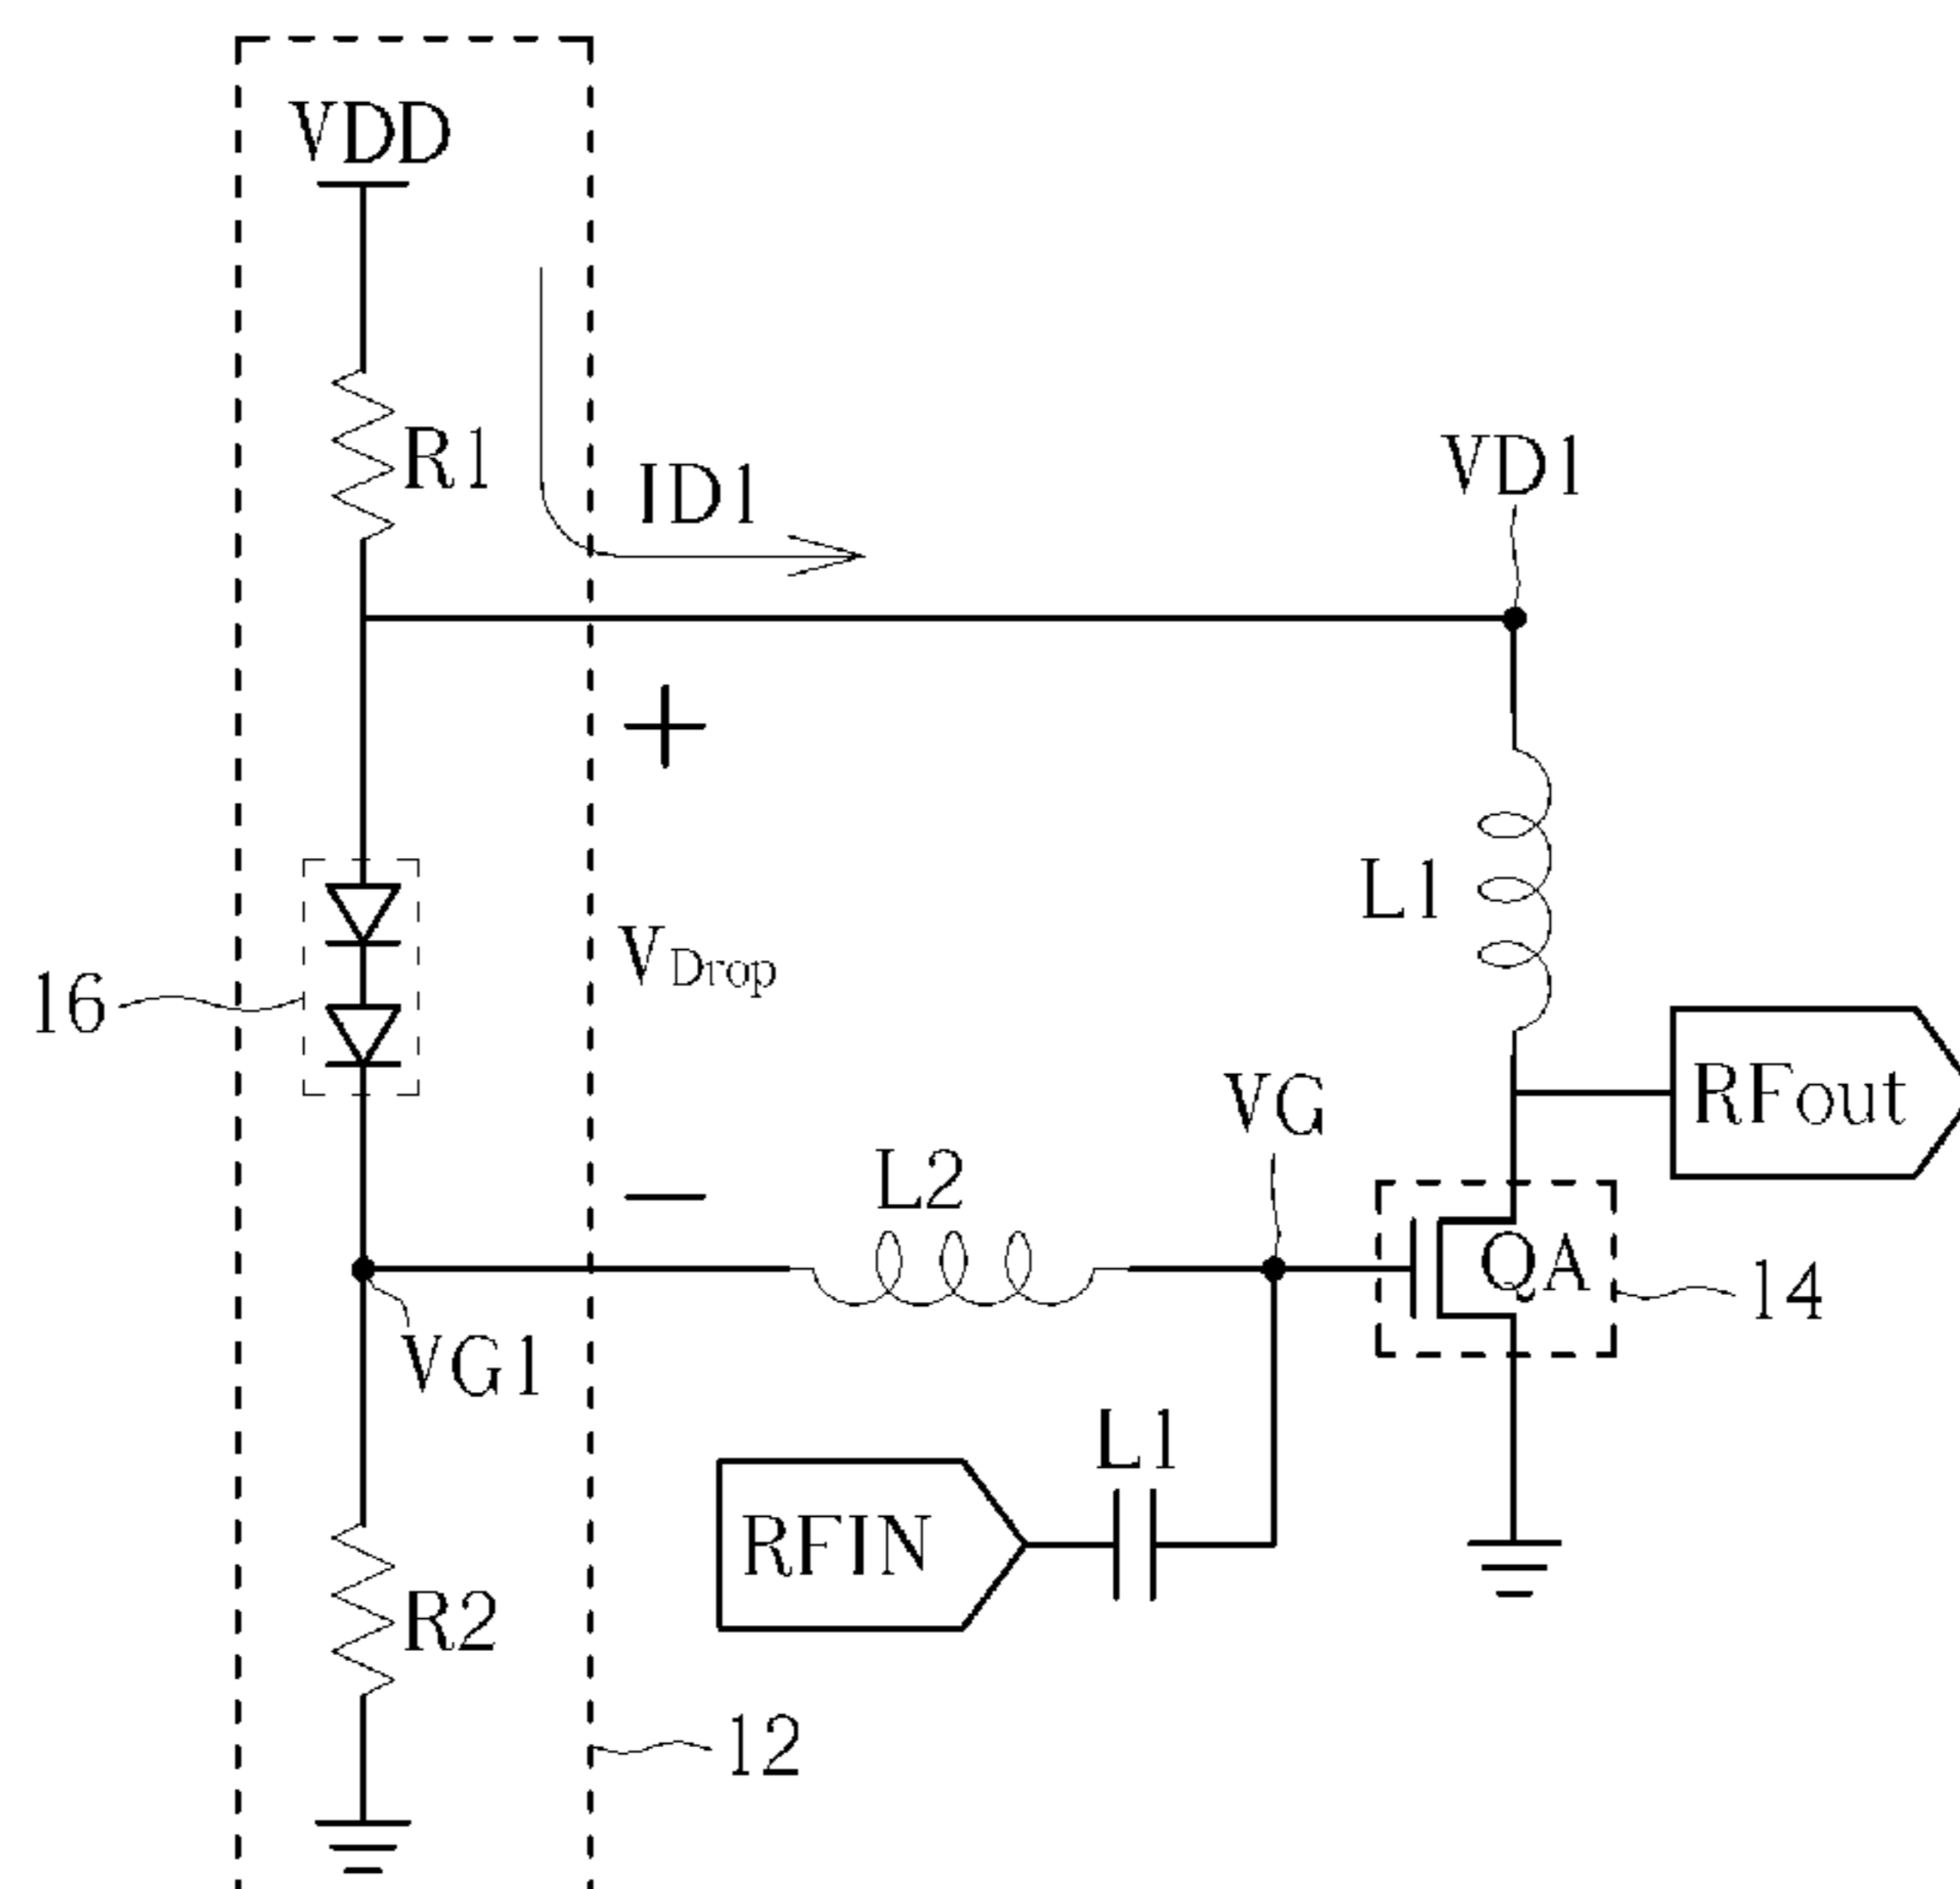 VDD
R1
ID1
VD1
+
L1
16
VDrop
RFout
VG
L2
−
QA
14
VG1
L1
RFIN
R2
12